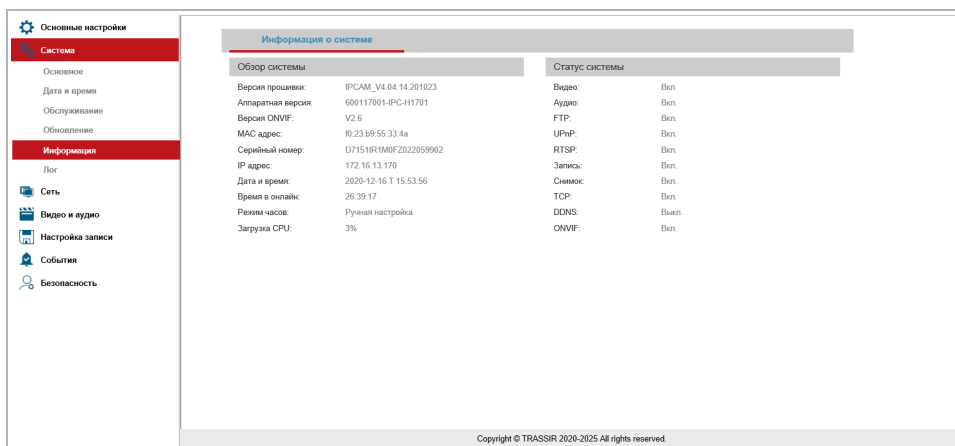 Основные настройки
Система
Основное
Дата и время
Обслуживание
Обновление
Информация
Лог
Сеть
Видео и аудио
Настройка записи
События
Безопасность
Информация о системе
Обзор системы
Версия прошивки: IPCAM_V4.04.14.201023
Аппаратная версия: 600117001-IPC-H1701
Версия ONVIF: V2.6
MAC адрес: f0:23:b9:55:33:4a
Серийный номер: D7151IR1M0FZ022059902
IP адрес: 172.16.13.170
Дата и время: 2020-12-16 T 15:53:56
Время в онлайн: 26:39:17
Режим часов: Ручная настройка
Загрузка CPU: 3%
Статус системы
Видео: Вкл.
Аудио: Вкл.
FTP: Вкл.
UPnP: Вкл.
RTSP: Вкл.
Запись: Вкл.
Снимок: Вкл.
TCP: Вкл.
DDNS: Выкл.
ONVIF: Вкл.
Copyright © TRASSIR 2020-2025 All rights reserved.